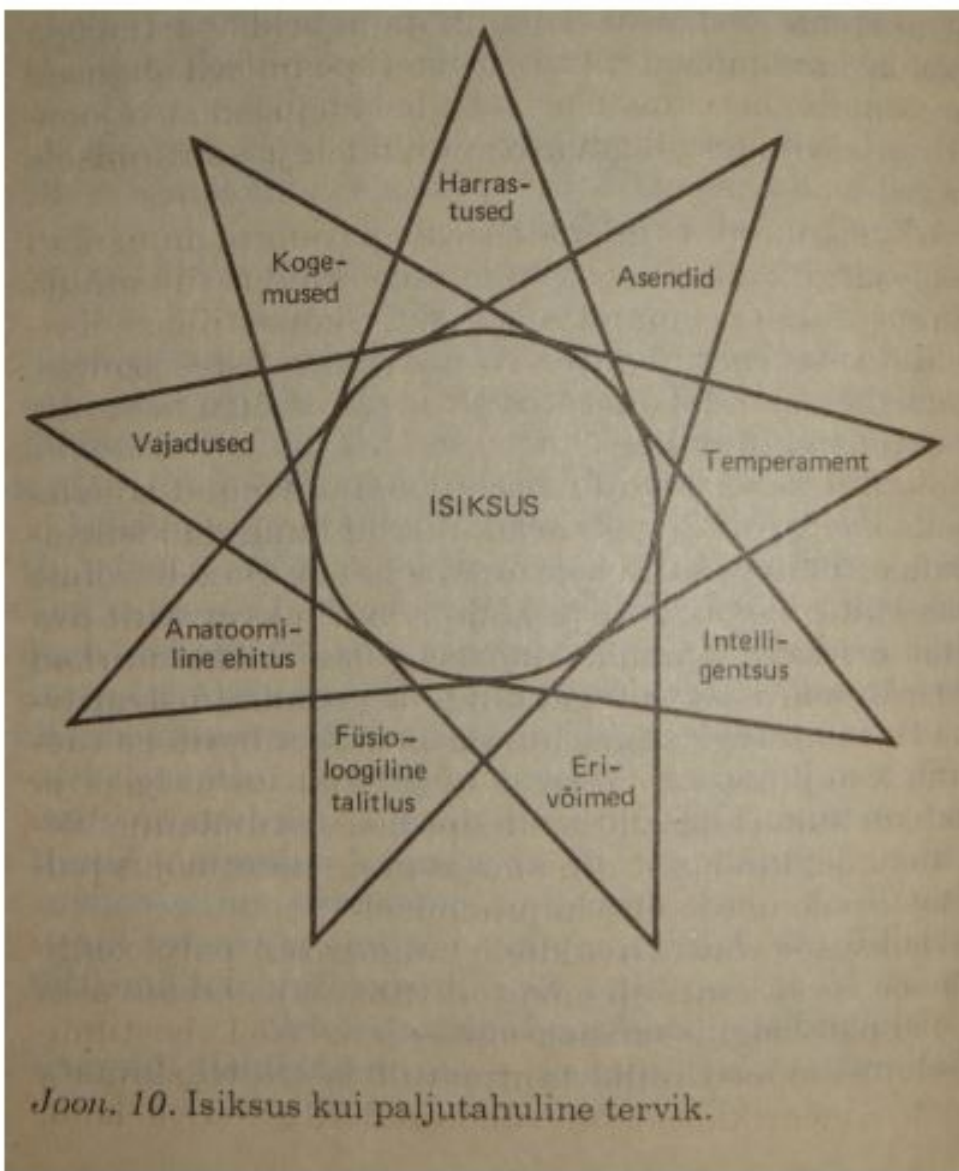 Harras-
tused
Koge-
mused
Asendid
Vajadused
Temperament
ISIKSUS
Anatoomi-
line ehitus
Intelli-
gentsus
Füsio-
loogiline
talitlus
Eri-
võimed
Joon. 10. Isiksus kui paljutahuline tervik.